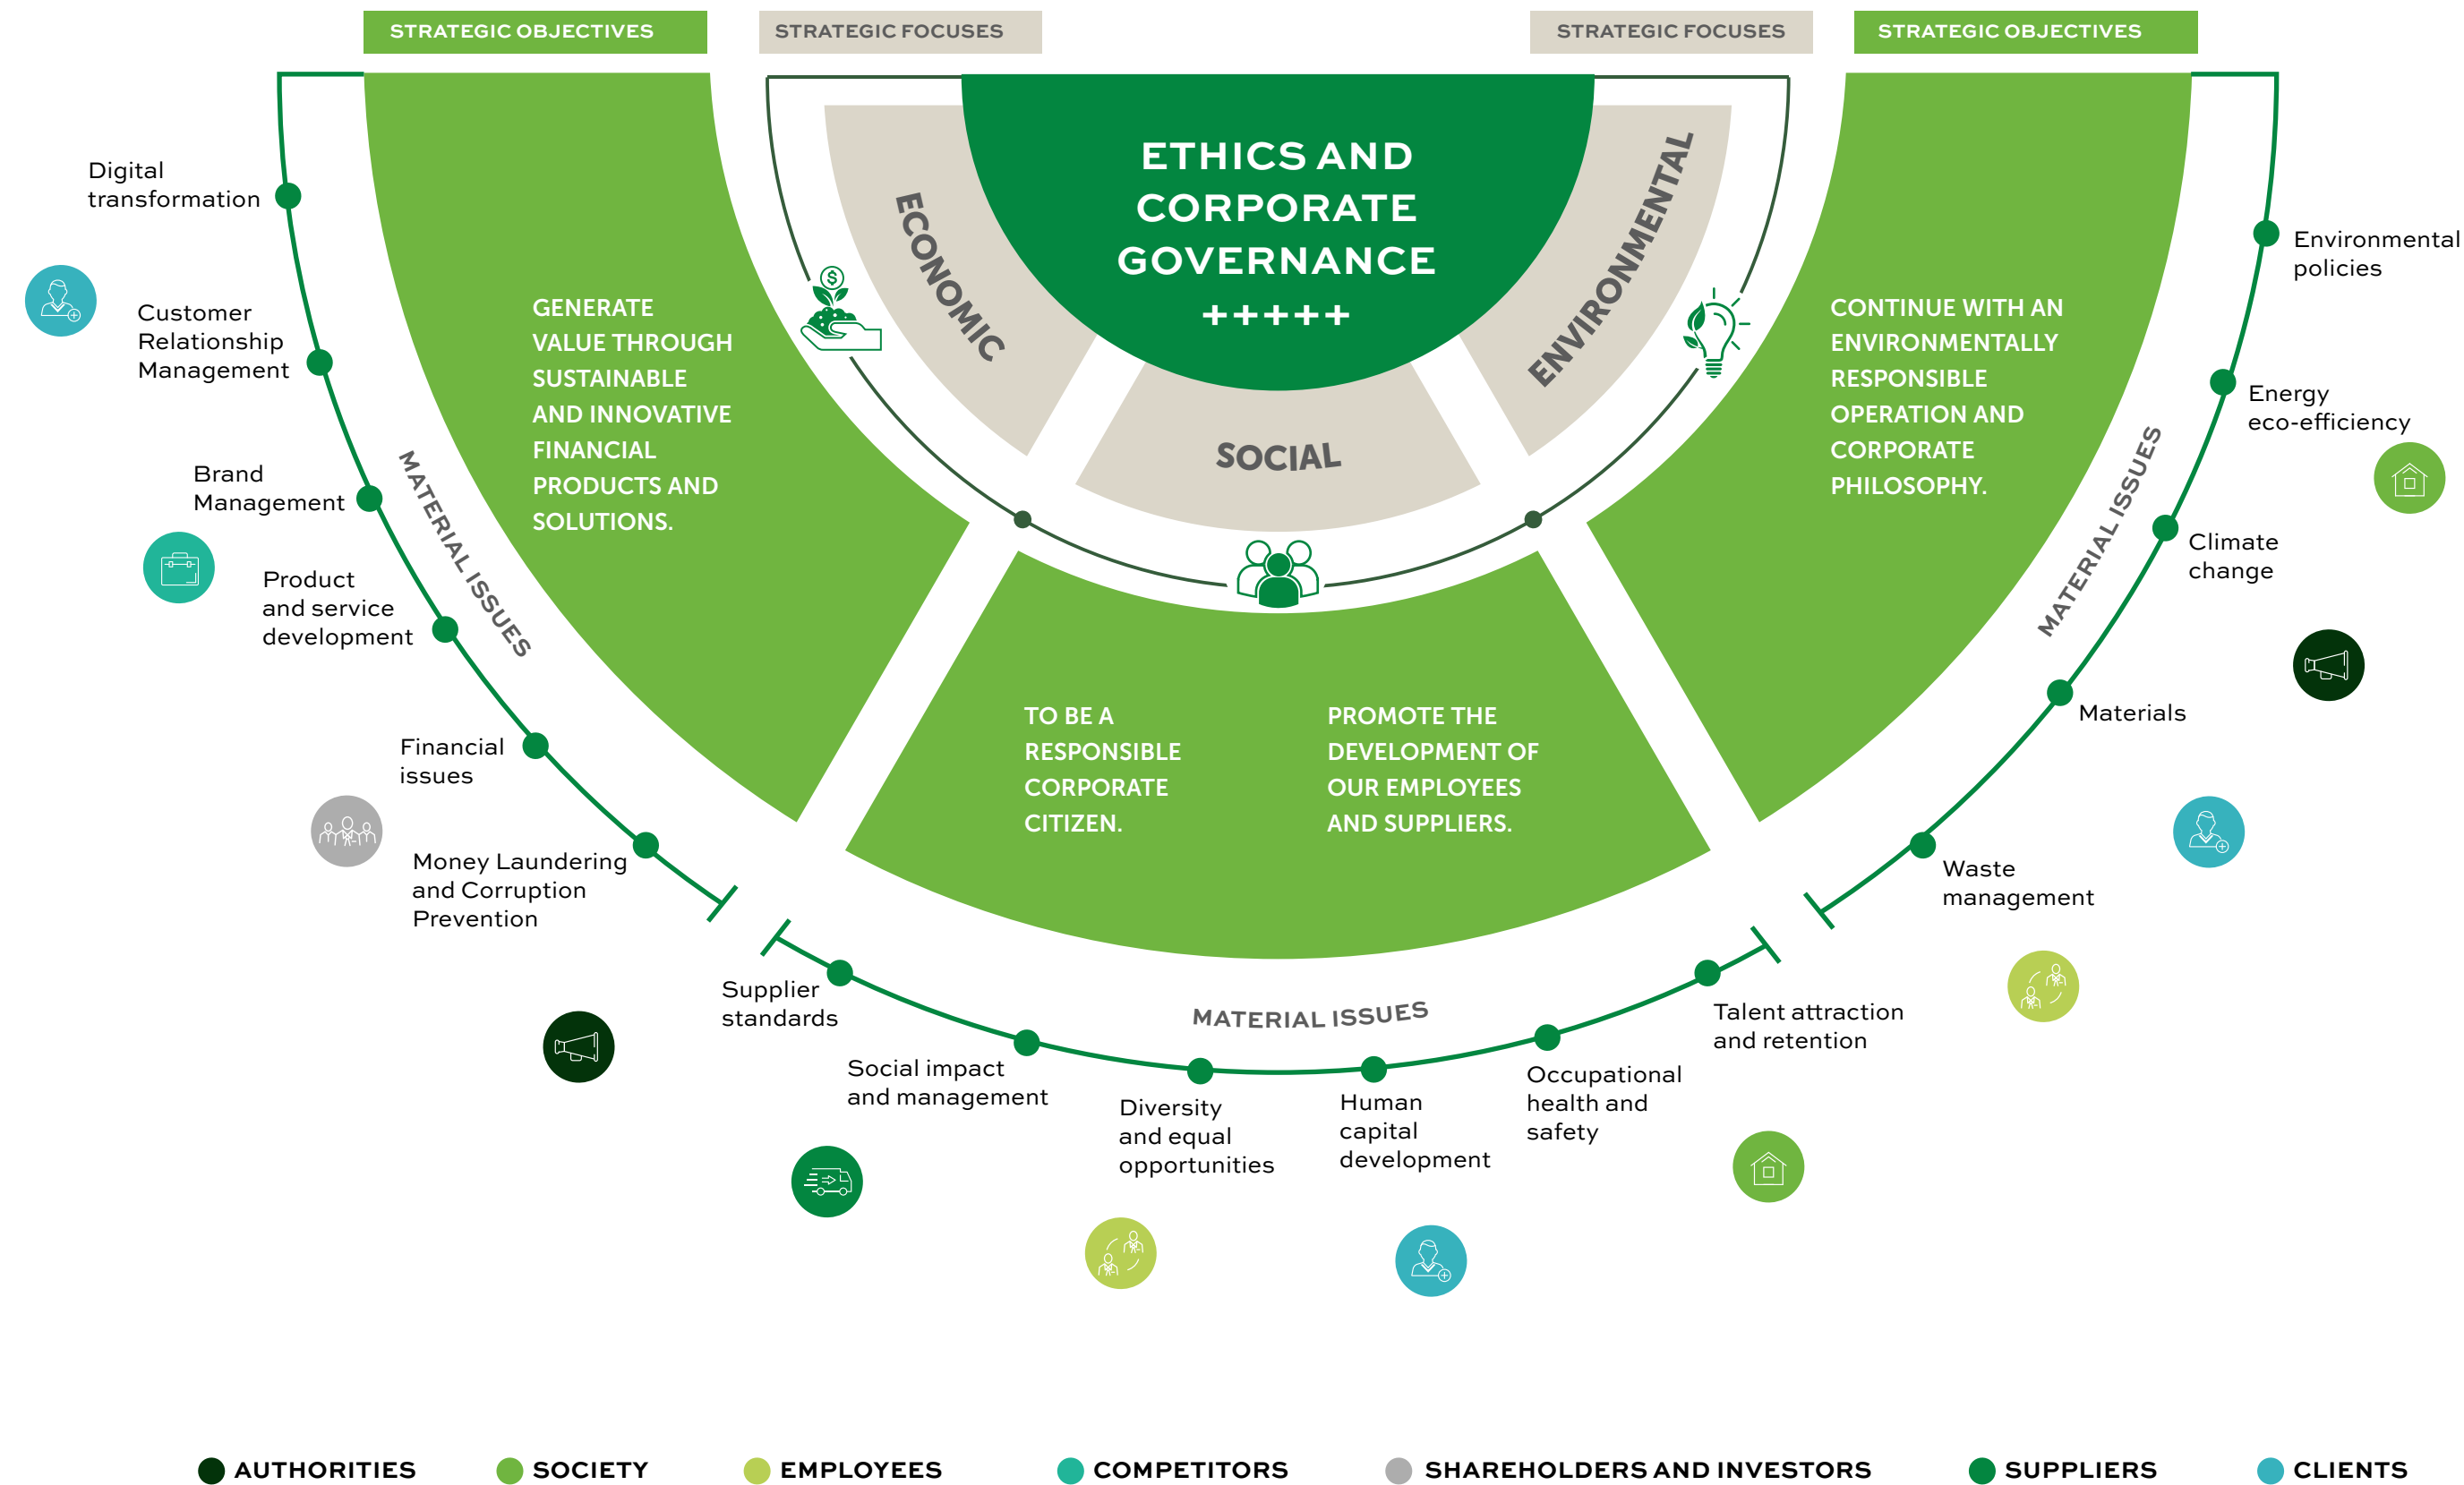 STRATEGIC OBJECTIVES
STRATEGIC FOCUSES
STRATEGIC FOCUSES
STRATEGIC OBJECTIVES
ETHICS AND
CORPORATE
GOVERNANCE
+++++
ECONOMIC
SOCIAL
ENVIRONMENTAL
GENERATE
VALUE THROUGH
SUSTAINABLE
AND INNOVATIVE
FINANCIAL
PRODUCTS AND
SOLUTIONS.
TO BE A
RESPONSIBLE
CORPORATE
CITIZEN.
PROMOTE THE
DEVELOPMENT OF
OUR EMPLOYEES
AND SUPPLIERS.
CONTINUE WITH AN
ENVIRONMENTALLY
RESPONSIBLE
OPERATION AND
CORPORATE
PHILOSOPHY.
MATERIAL ISSUES
Digital
transformation
Customer
Relationship
Management
Brand
Management
Product
and service
development
Financial
issues
Money Laundering
and Corruption
Prevention
MATERIAL ISSUES
Supplier
standards
Social impact
and management
Diversity
and equal
opportunities
Human
capital
development
Occupational
health and
safety
Talent attraction
and retention
MATERIAL ISSUES
Environmental
policies
Energy
eco-efficiency
Climate
change
Materials
Waste
management
AUTHORITIES
SOCIETY
EMPLOYEES
COMPETITORS
SHAREHOLDERS AND INVESTORS
SUPPLIERS
CLIENTS